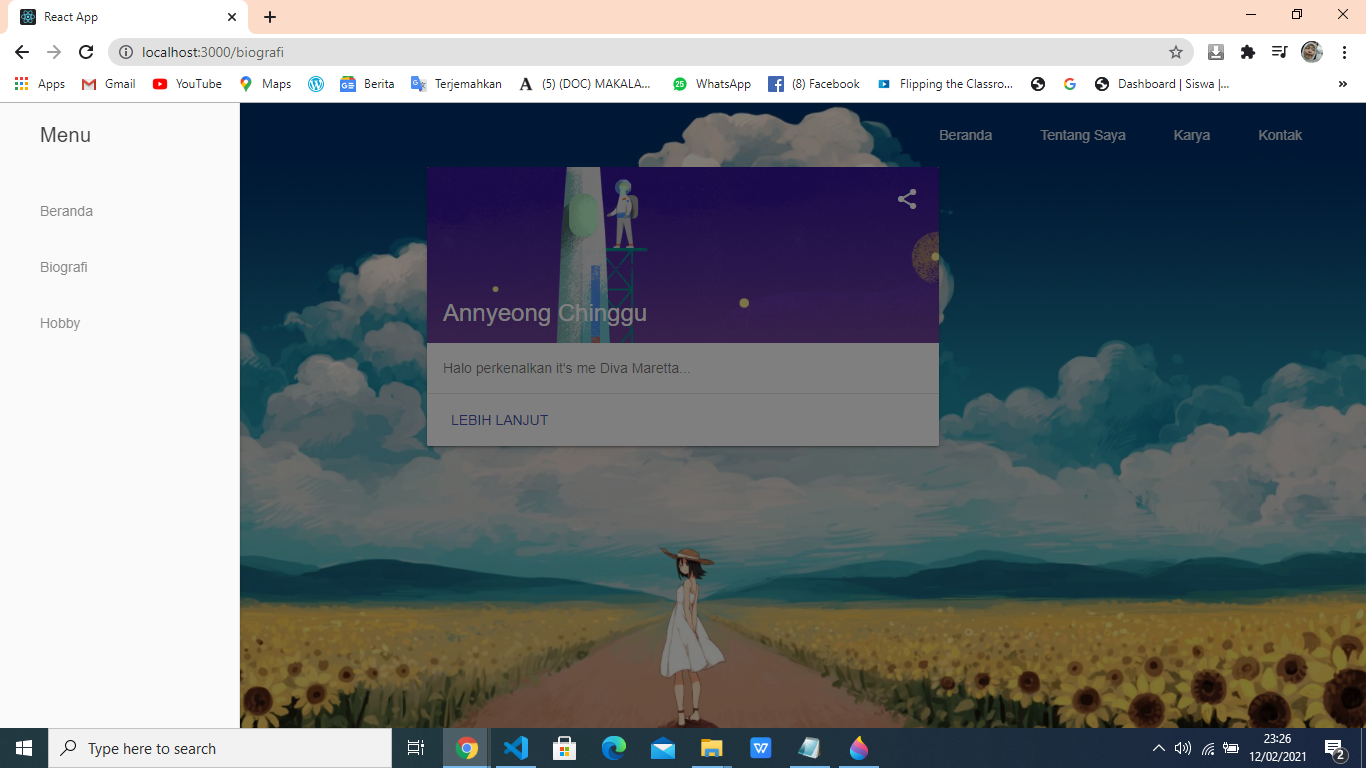 React App
localhost:3000/biografi
Apps Gmail YouTube Maps Berita Terjemahkan (5) (DOC) MAKALA... WhatsApp (8) Facebook Flipping the Classro... Dashboard | Siswa |...
Menu
Beranda
Biografi
Hobby
Beranda Tentang Saya Karya Kontak
Annyeong Chinggu
Halo perkenalkan it's me Diva Maretta...
LEBIH LANJUT
Type here to search
23:26
12/02/2021
2